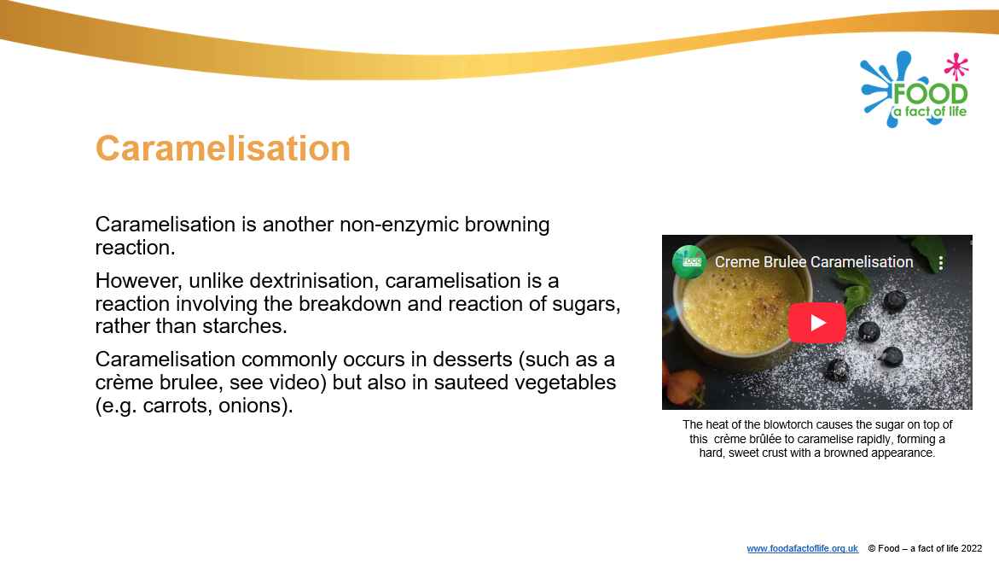 FOOD
a fact of life
Caramelisation
Caramelisation is another non-enzymic browning
reaction.
However, unlike dextrinisation, caramelisation is a
reaction involving the breakdown and reaction of sugars,
rather than starches.
Caramelisation commonly occurs in desserts (such as a
crème brulee, see video) but also in sauteed vegetables
(e.g. carrots, onions).
Creme Brulee Caramelisation
The heat of the blowtorch causes the sugar on top of
this crème brûlée to caramelise rapidly, forming a
hard, sweet crust with a browned appearance.
www.foodafactoflife.org.uk © Food – a fact of life 2022